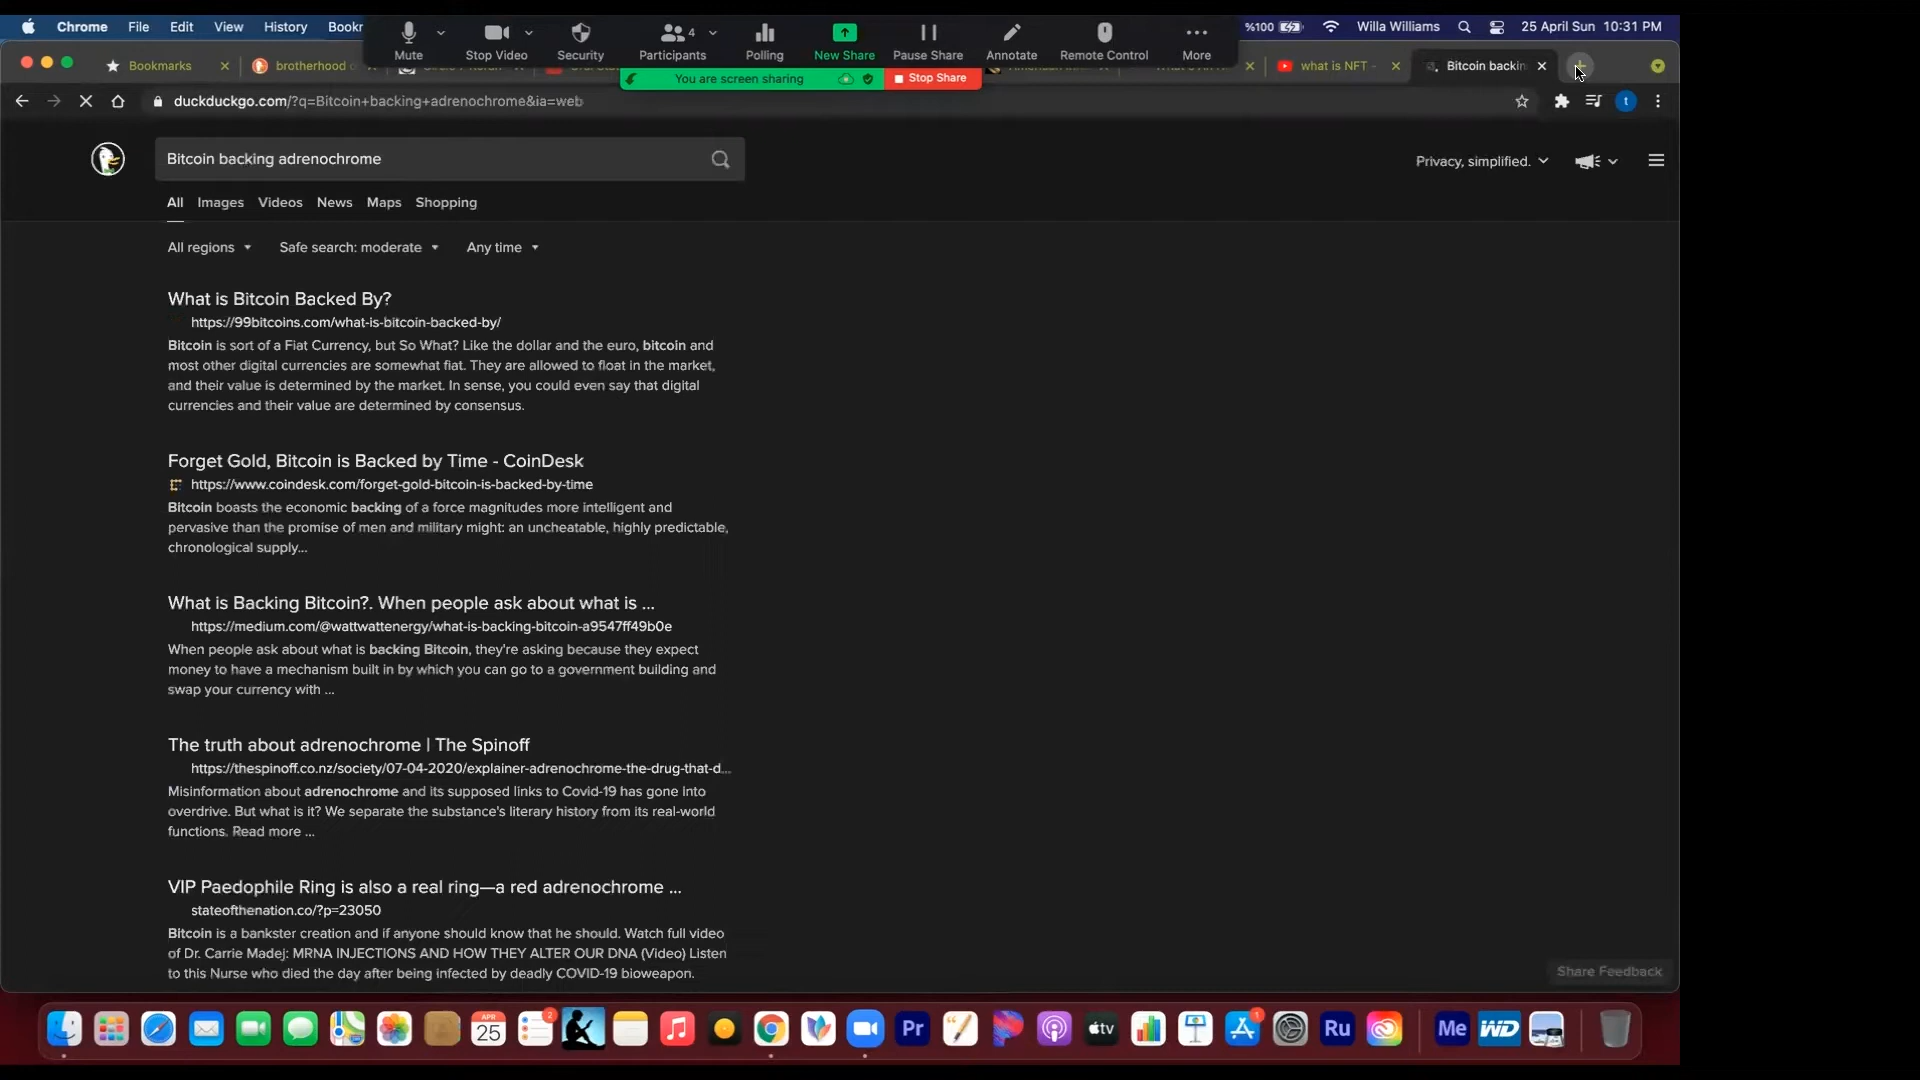 Chrome File Edit View History Bookr
%100 Willa Williams 25 April Sun 10:31 PM
Mute Stop Video Security Participants 4 Polling New Share Pause Share Annotate Remote Control More
You are screen sharing Stop Share
Bookmarks brotherhood what is NFT - Bitcoin backin
duckduckgo.com/?q=Bitcoin+backing+adrenochrome&ia=web
t
Bitcoin backing adrenochrome
Privacy, simplified.
All Images Videos News Maps Shopping
All regions Safe search: moderate Any time
What is Bitcoin Backed By?
https://99bitcoins.com/what-is-bitcoin-backed-by/
Bitcoin is sort of a Fiat Currency, but So What? Like the dollar and the euro, bitcoin and
most other digital currencies are somewhat fiat. They are allowed to float in the market,
and their value is determined by the market. In sense, you could even say that digital
currencies and their value are determined by consensus.
Forget Gold, Bitcoin is Backed by Time - CoinDesk
https://www.coindesk.com/forget-gold-bitcoin-is-backed-by-time
Bitcoin boasts the economic backing of a force magnitudes more intelligent and
pervasive than the promise of men and military might: an uncheatable, highly predictable,
chronological supply...
What is Backing Bitcoin?. When people ask about what is ...
https://medium.com/@wattwattenergy/what-is-backing-bitcoin-a9547ff49b0e
When people ask about what is backing Bitcoin, they're asking because they expect
money to have a mechanism built in by which you can go to a government building and
swap your currency with ...
The truth about adrenochrome | The Spinoff
https://thespinoff.co.nz/society/07-04-2020/explainer-adrenochrome-the-drug-that-d...
Misinformation about adrenochrome and its supposed links to Covid-19 has gone into
overdrive. But what is it? We separate the substance's literary history from its real-world
functions. Read more ...
VIP Paedophile Ring is also a real ring—a red adrenochrome ...
stateofthenation.co/?p=23050
Bitcoin is a bankster creation and if anyone should know that he should. Watch full video
of Dr. Carrie Madej: MRNA INJECTIONS AND HOW THEY ALTER OUR DNA (Video) Listen
to this Nurse who died the day after being infected by deadly COVID-19 bioweapon.
Share Feedback
APR 25 2 Pr tv 1 Ru Me WD